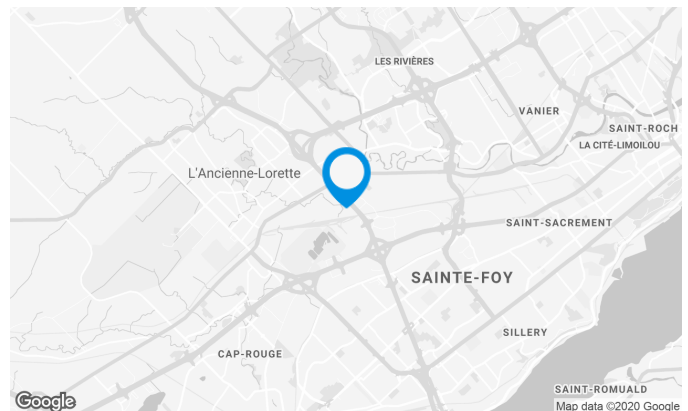 LES RIVIÈRES
VANIER
SAINT-ROCH
LA CITÉ-LIMOILOU
L'Ancienne-Lorette
SAINT-SACREMENT
SAINTE-FOY
SILLERY
CAP-ROUGE
SAINT-ROMUALD
Google
Map data ©2020 Google